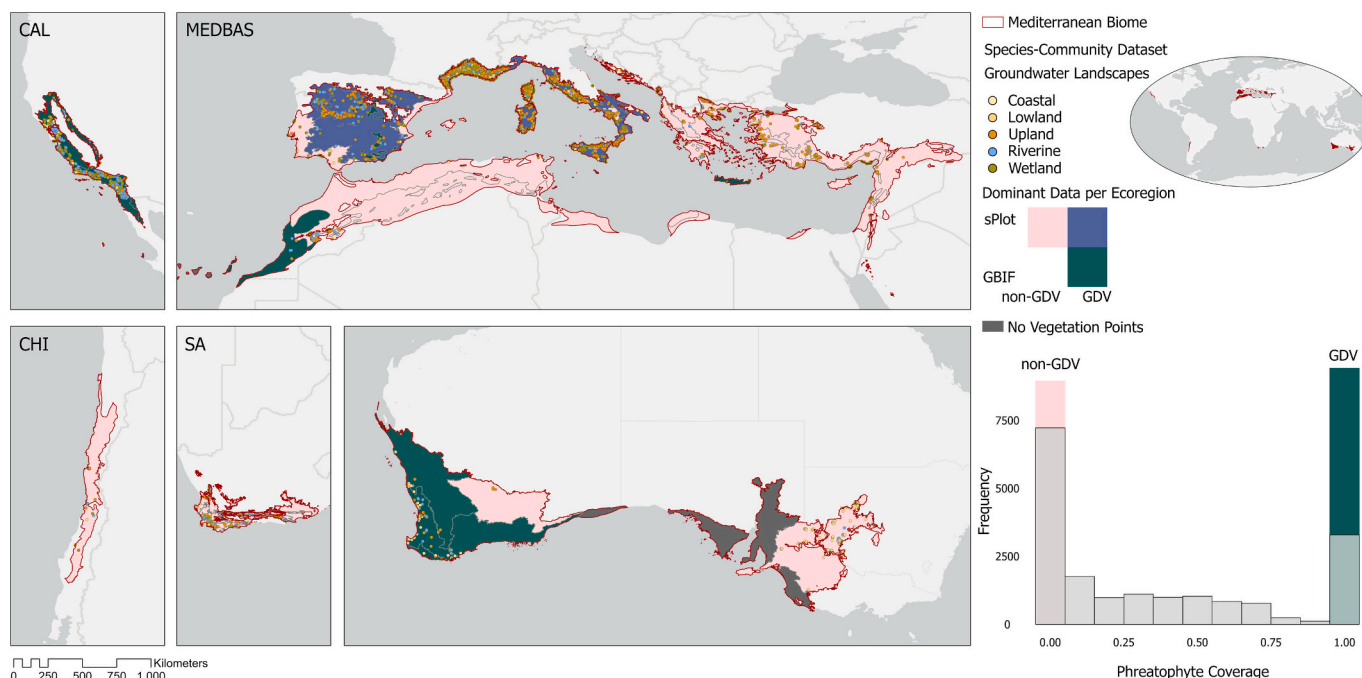 CAL
MEDBAS
CHI
SA
Mediterranean Biome
Species-Community Dataset
Groundwater Landscapes
Coastal
Lowland
Upland
Riverine
Wetland
Dominant Data per Ecoregion
sPlot
GBIF
non-GDV GDV
No Vegetation Points
non-GDV
GDV
Frequency
7500
5000
2500
0
0.00 0.25 0.50 0.75 1.00
Phreatophyte Coverage
Kilometers
0 250 500 750 1 000